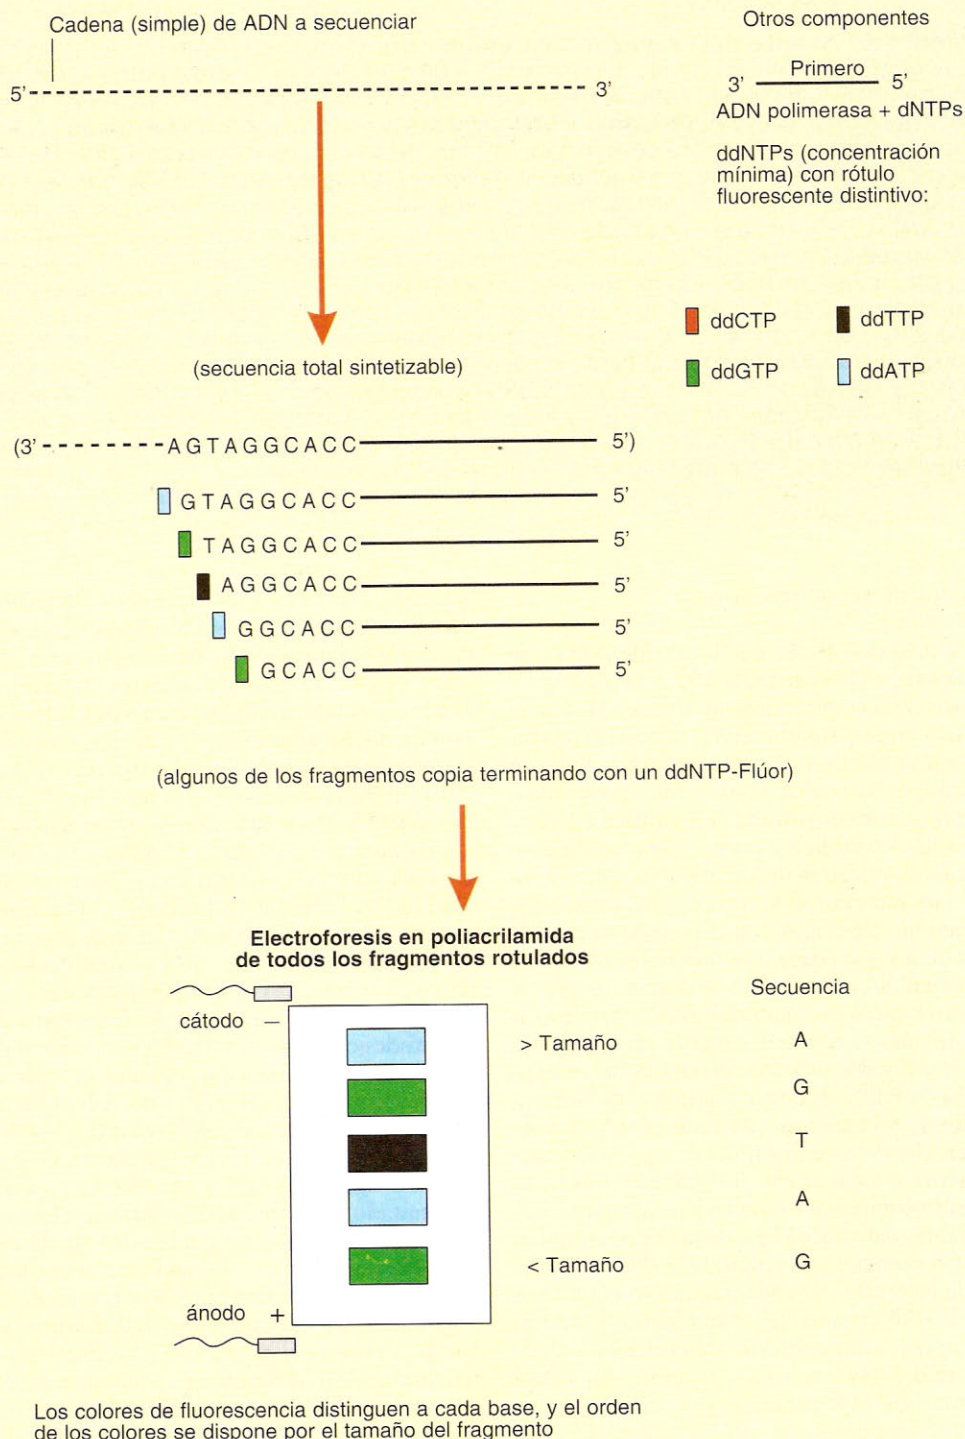 Cadena (simple) de ADN a secuenciar
5' 3'
Otros componentes
Primero
3' 5'
ADN polimerasa + dNTPs
ddNTPs (concentración
mínima) con rótulo
fluorescente distintivo:
ddCTP ddTTP
ddGTP ddATP
(secuencia total sintetizable)
(3' AGTAGGCACC 5')
GTAGGCACC 5'
TAGGCACC 5'
AGGCACC 5'
GGCACC 5'
GCACC 5'
(algunos de los fragmentos copia terminando con un ddNTP-Flúor)
Electroforesis en poliacrilamida
de todos los fragmentos rotulados
Secuencia
cátodo −
> Tamaño A
G
T
A
< Tamaño G
ánodo +
Los colores de fluorescencia distinguen a cada base, y el orden
de los colores se dispone por el tamaño del fragmento